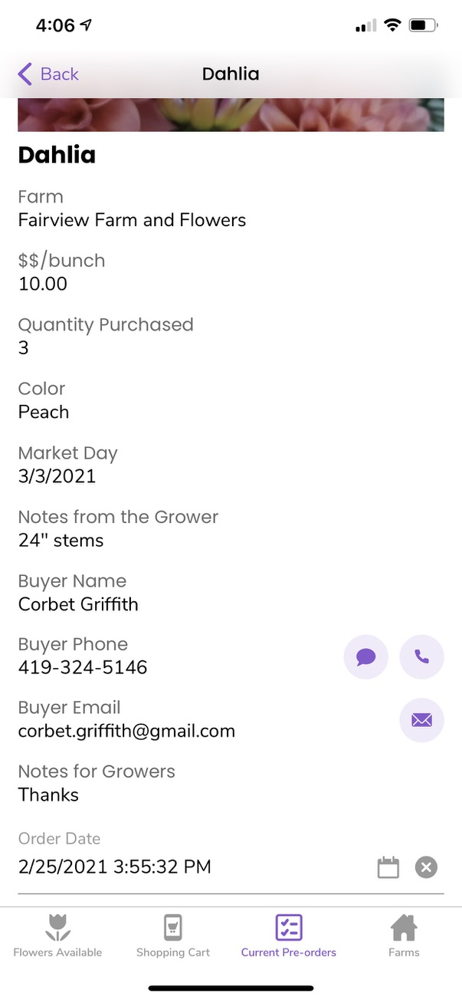 4:06
Back
Dahlia
Dahlia
Farm
Fairview Farm and Flowers
$$/bunch
10.00
Quantity Purchased
3
Color
Peach
Market Day
3/3/2021
Notes from the Grower
24" stems
Buyer Name
Corbet Griffith
Buyer Phone
419-324-5146
Buyer Email
corbet.griffith@gmail.com
Notes for Growers
Thanks
Order Date
2/25/2021 3:55:32 PM
Flowers Available
Shopping Cart
Current Pre-orders
Farms